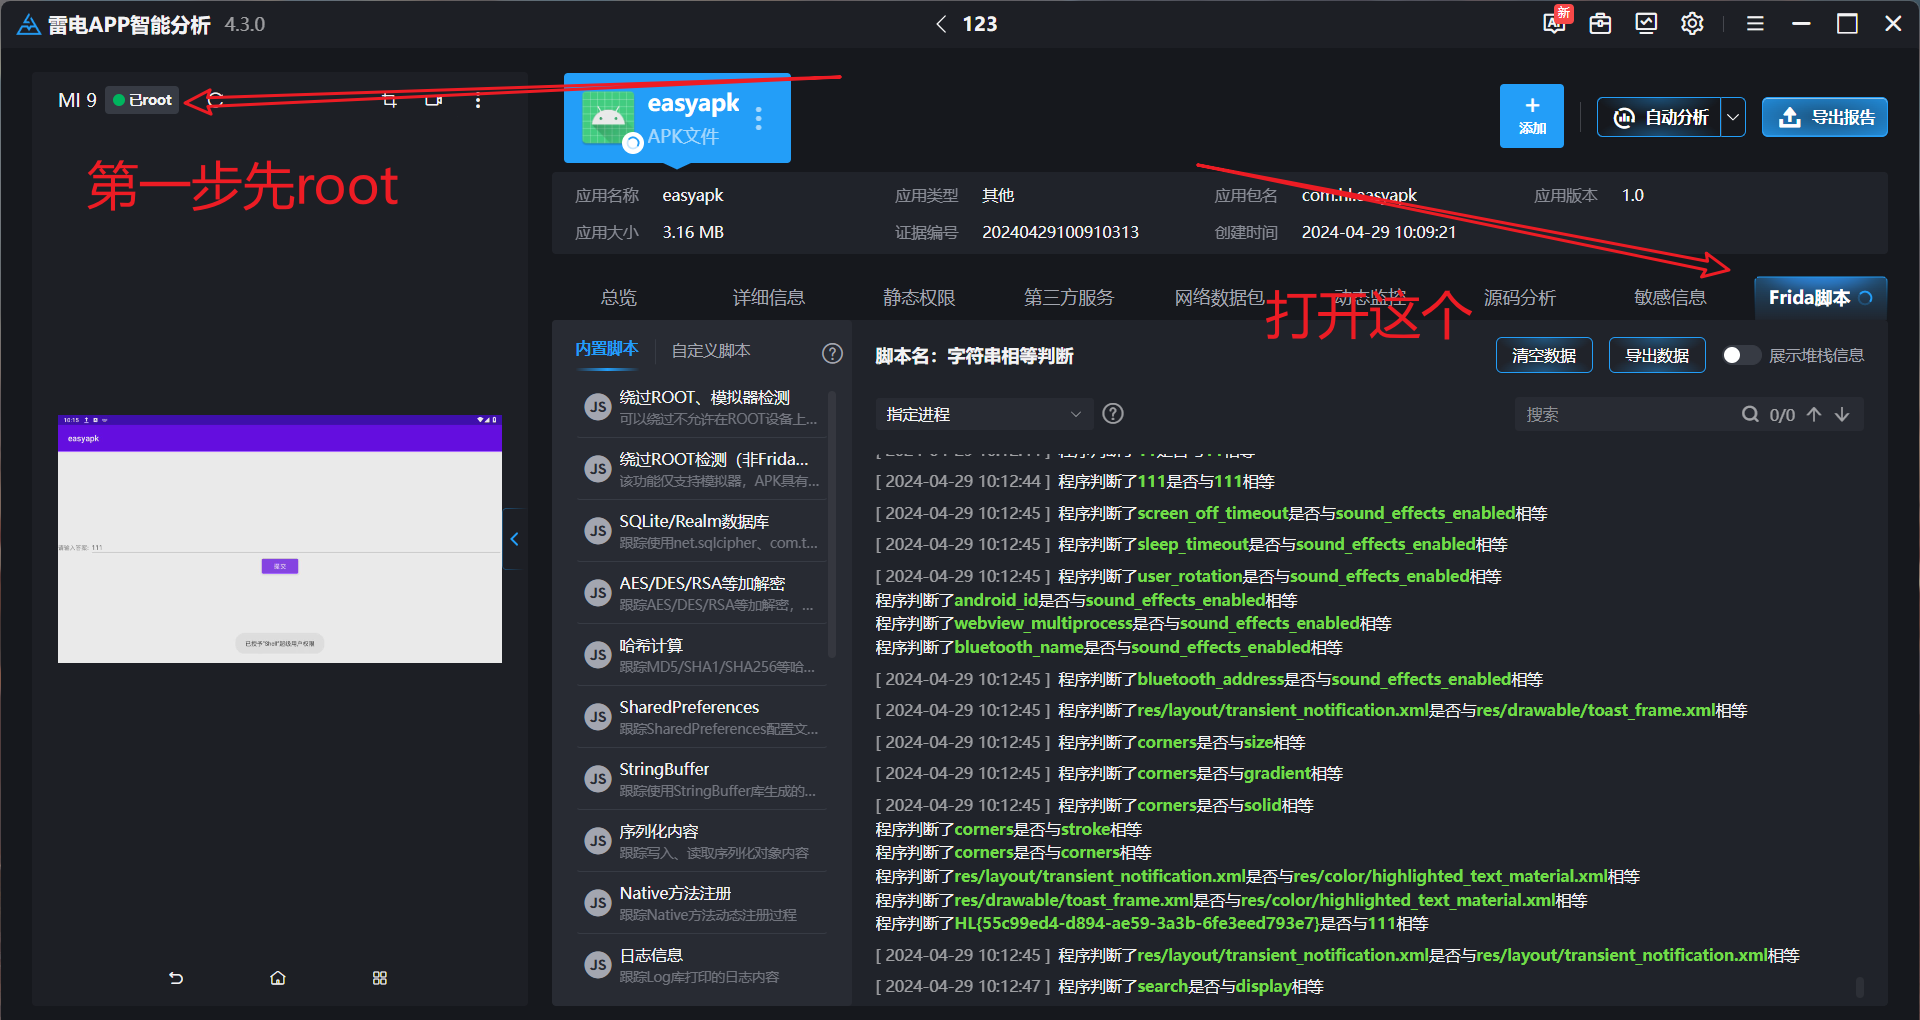 雷电APP智能分析 4.3.0
123
新
MI 9 已root
第一步先root
easyapk
APK文件
添加
自动分析
导出报告
应用名称 easyapk 应用类型 其他 应用包名 com.hl.easyapk 应用版本 1.0
应用大小 3.16 MB 证据编号 20240429100910313 创建时间 2024-04-29 10:09:21
总览 详细信息 静态权限 第三方服务 网络数据包 动态监控 源码分析 敏感信息 Frida脚本
打开这个
内置脚本 自定义脚本
JS 绕过ROOT、模拟器检测
可以绕过不允许在ROOT设备上...
JS 绕过ROOT检测（非Frida...
该功能仅支持模拟器，APK具有...
JS SQLite/Realm数据库
跟踪使用net.sqlcipher、com.t...
JS AES/DES/RSA等加解密
跟踪AES/DES/RSA等加解密，...
JS 哈希计算
跟踪MD5/SHA1/SHA256等哈...
JS SharedPreferences
跟踪SharedPreferences配置文...
JS StringBuffer
跟踪使用StringBuffer库生成的...
JS 序列化内容
跟踪写入、读取序列化对象内容
JS Native方法注册
跟踪Native方法动态注册过程
JS 日志信息
跟踪Log库打印的日志内容
脚本名：字符串相等判断
清空数据 导出数据 展示堆栈信息
指定进程
搜索 0/0
[ 2024-04-29 10:12:44 ] 程序判断了111是否与111相等
[ 2024-04-29 10:12:45 ] 程序判断了screen_off_timeout是否与sound_effects_enabled相等
[ 2024-04-29 10:12:45 ] 程序判断了sleep_timeout是否与sound_effects_enabled相等
[ 2024-04-29 10:12:45 ] 程序判断了user_rotation是否与sound_effects_enabled相等
程序判断了android_id是否与sound_effects_enabled相等
程序判断了webview_multiprocess是否与sound_effects_enabled相等
程序判断了bluetooth_name是否与sound_effects_enabled相等
[ 2024-04-29 10:12:45 ] 程序判断了bluetooth_address是否与sound_effects_enabled相等
[ 2024-04-29 10:12:45 ] 程序判断了res/layout/transient_notification.xml是否与res/drawable/toast_frame.xml相等
[ 2024-04-29 10:12:45 ] 程序判断了corners是否与size相等
[ 2024-04-29 10:12:45 ] 程序判断了corners是否与gradient相等
[ 2024-04-29 10:12:45 ] 程序判断了corners是否与solid相等
程序判断了corners是否与stroke相等
程序判断了corners是否与corners相等
程序判断了res/layout/transient_notification.xml是否与res/color/highlighted_text_material.xml相等
程序判断了res/drawable/toast_frame.xml是否与res/color/highlighted_text_material.xml相等
程序判断了HL{55c99ed4-d894-ae59-3a3b-6fe3eed793e7}是否与111相等
[ 2024-04-29 10:12:45 ] 程序判断了res/layout/transient_notification.xml是否与res/layout/transient_notification.xml相等
[ 2024-04-29 10:12:47 ] 程序判断了search是否与display相等
10:15
easyapk
请输入答案: 111
提交
已授予"Shell"超级用户权限